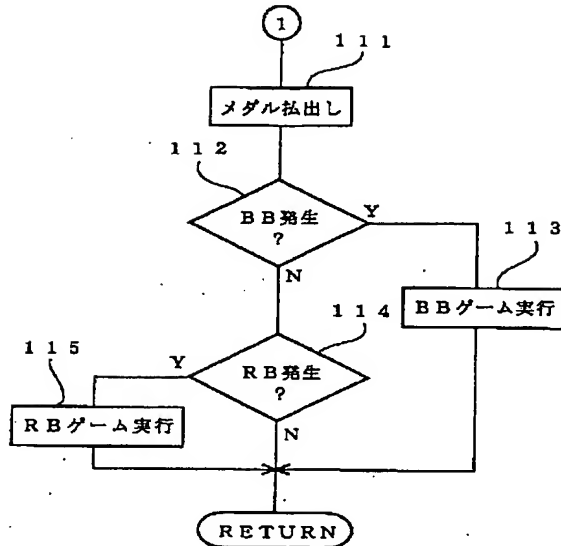 1
111
メダル払出し
112
BB発生
?
Y
N
113
BBゲーム実行
114
RB発生
?
Y
N
115
RBゲーム実行
RETURN